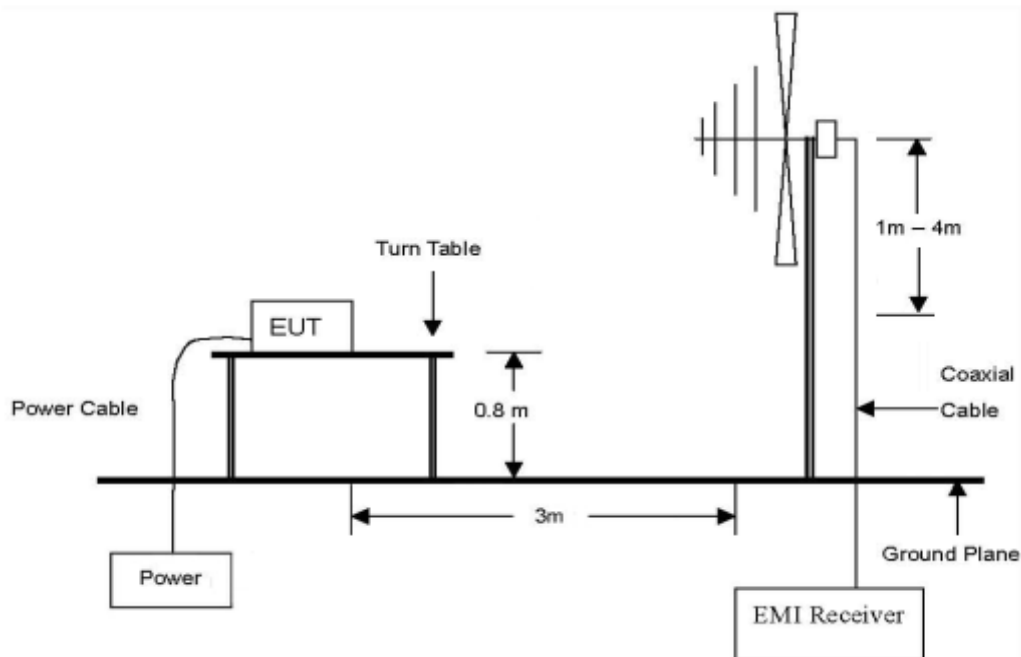 1m – 4m
Turn Table
EUT
Power Cable
0.8 m
Coaxial
Cable
3m
Ground Plane
Power
EMI Receiver